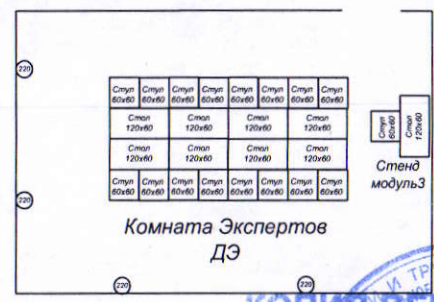 220
Стул Стул Стул Стул Стул Стул Стул Стул
60х60 60х60 60х60 60х60 60х60 60х60 60х60 60х60
Стол Стол Стол Стол
120х60 120х60 120х60 120х60
Стол Стол Стол Стол
120х60 120х60 120х60 120х60
Стул Стул Стул Стул Стул Стул Стул Стул
60х60 60х60 60х60 60х60 60х60 60х60 60х60 60х60
Стул
60х60
Стол
120х60
Стенд
модуль3
220
Комната Экспертов
ДЭ
220
220
И ТР